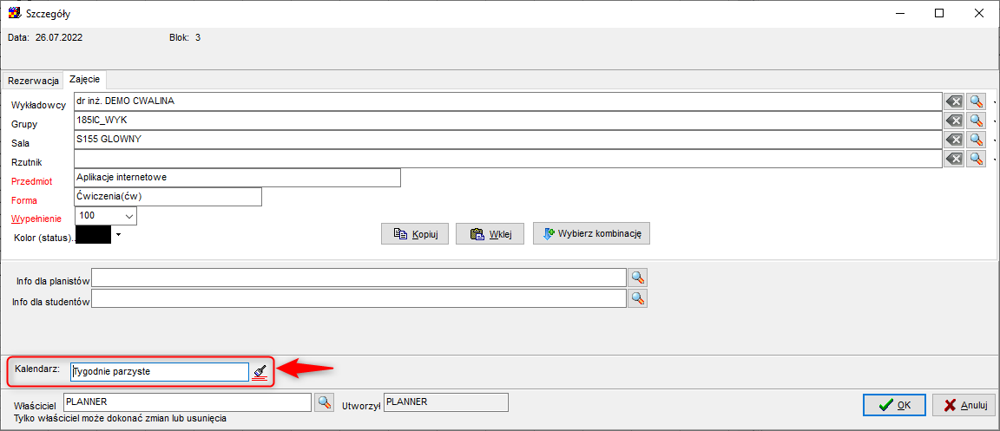 Szczegóły
Data: 26.07.2022 Blok: 3
Rezerwacja Zajęcie
Wykładowcy dr inż. DEMO CWALINA
Grupy 185IC_WYK
Sala S155 GLOWNY
Rzutnik
Przedmiot Aplikacje internetowe
Forma Ćwiczenia(ćw)
Wypełnienie 100
Kolor (status)..
Kopiuj Wklej Wybierz kombinację
Info dla planistów
Info dla studentów
Kalendarz: Tygodnie parzyste
Właściciel PLANNER Utworzył PLANNER
OK Anuluj
Tylko właściciel może dokonać zmian lub usunięcia